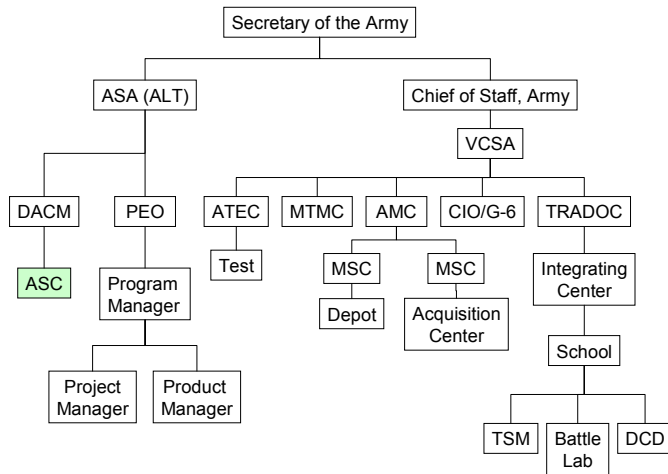 Secretary of the Army
ASA (ALT)
Chief of Staff, Army
VCSA
DACM
PEO
ATEC
MTMC
AMC
CIO/G-6
TRADOC
ASC
Program
Manager
Test
MSC
MSC
Integrating
Center
Depot
Acquisition
Center
School
Project
Manager
Product
Manager
TSM
Battle
Lab
DCD